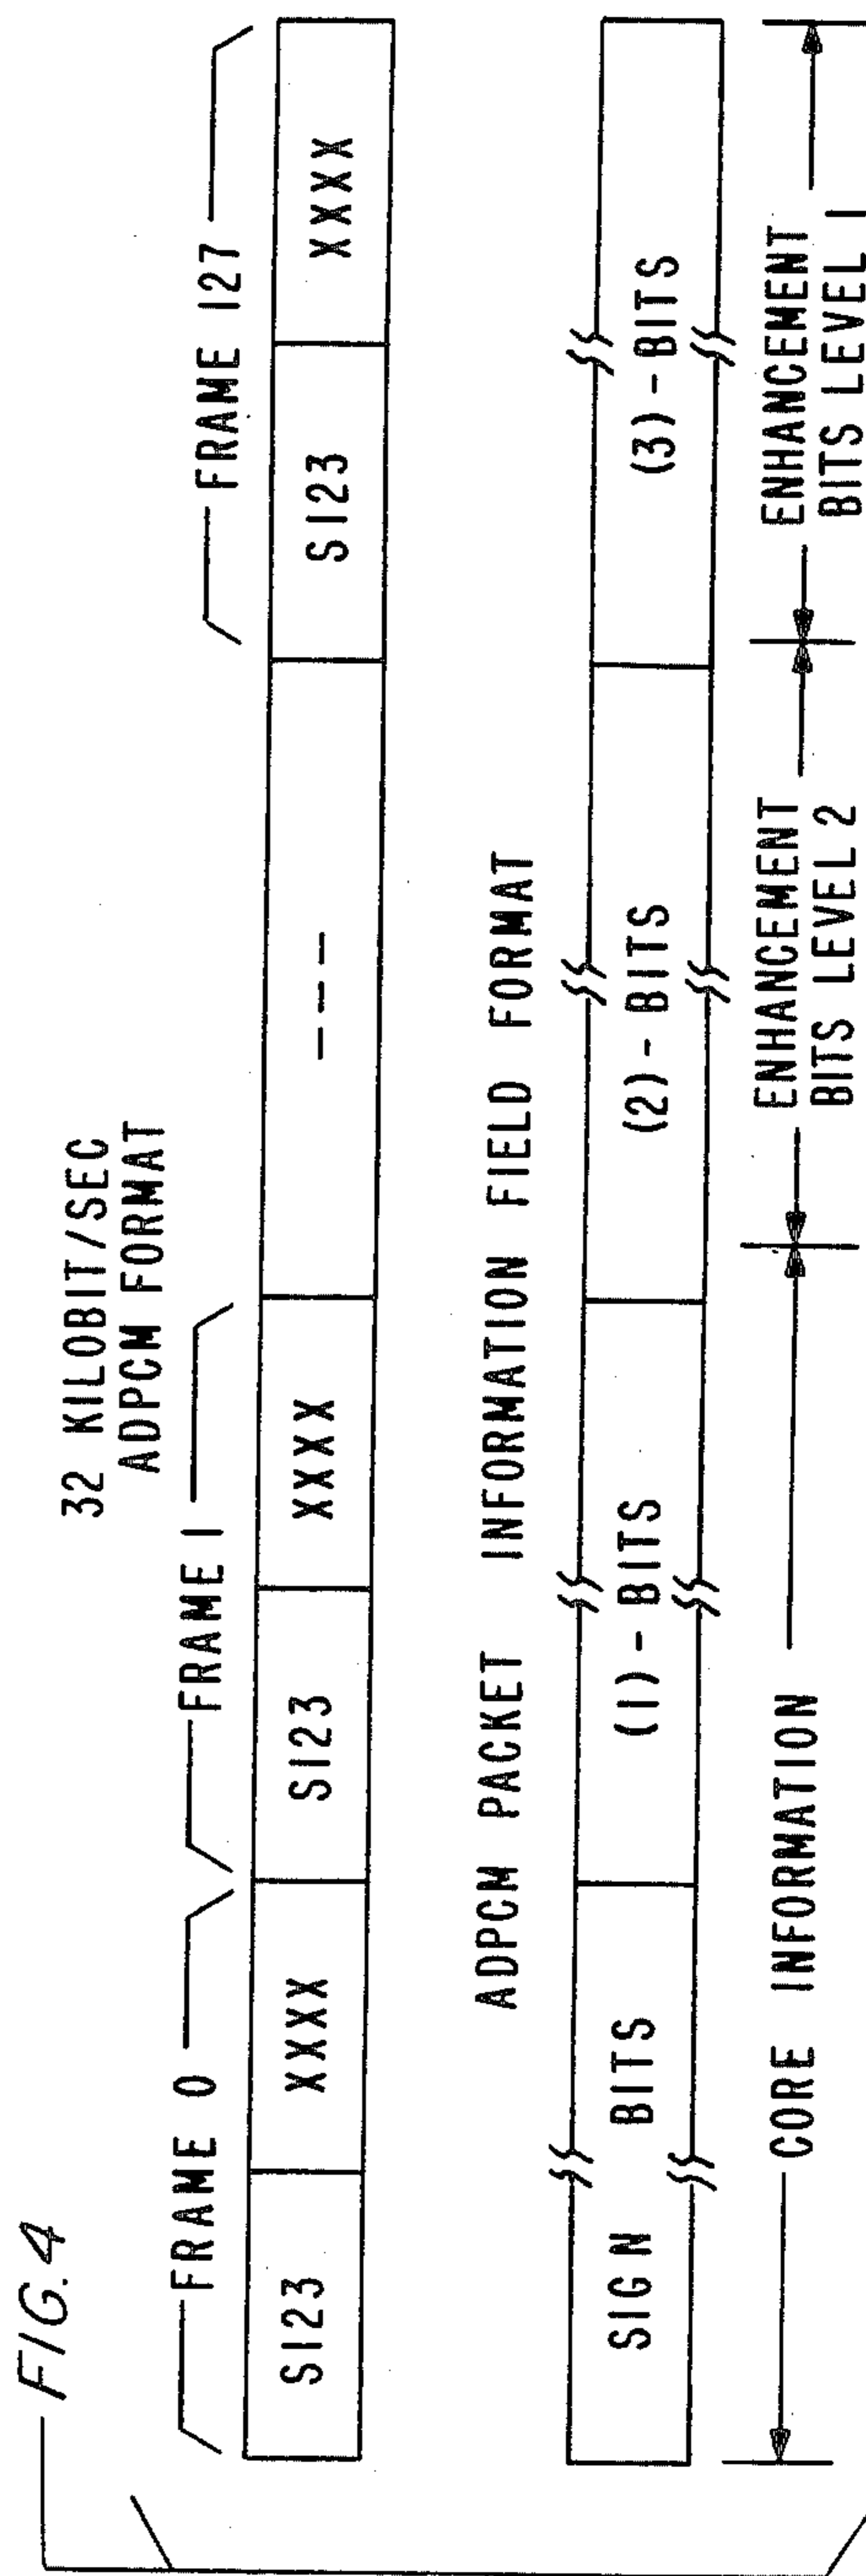 FIG. 4
32 KILOBIT/SEC
ADPCM FORMAT
FRAME 0
FRAME 1
FRAME 127
S123
XXXX
S123
XXXX
---
S123
XXXX
ADPCM PACKET INFORMATION FIELD FORMAT
SIGN BITS
(1)-BITS
(2)-BITS
(3)-BITS
CORE INFORMATION
ENHANCEMENT
BITS LEVEL 2
ENHANCEMENT
BITS LEVEL 1